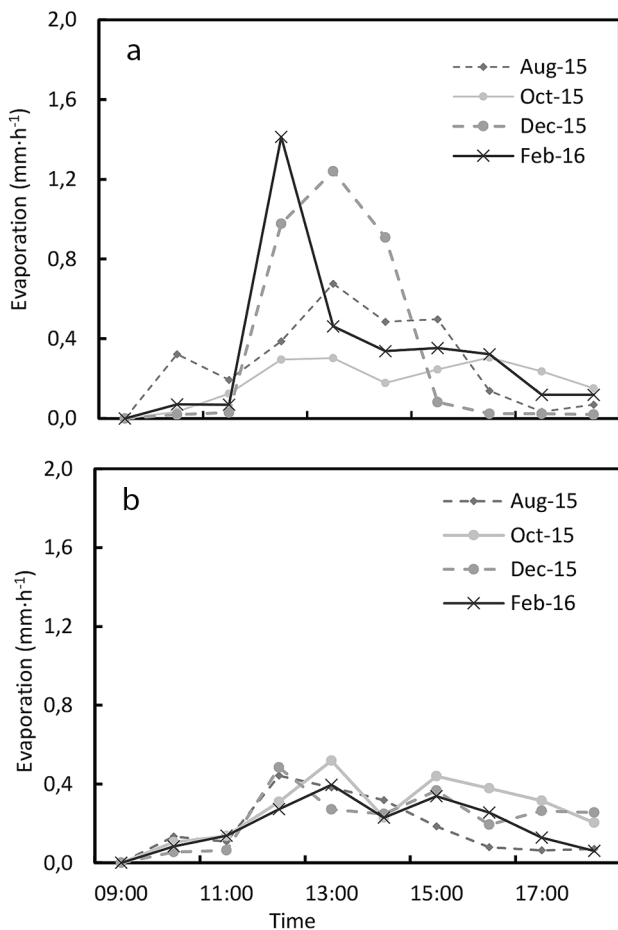 a
2,0
1,6
1,2
0,8
0,4
0,0
Evaporation (mm·h⁻¹)
Aug-15
Oct-15
Dec-15
Feb-16
b
2,0
1,6
1,2
0,8
0,4
0,0
Evaporation (mm·h⁻¹)
Aug-15
Oct-15
Dec-15
Feb-16
09:00 11:00 13:00 15:00 17:00
Time